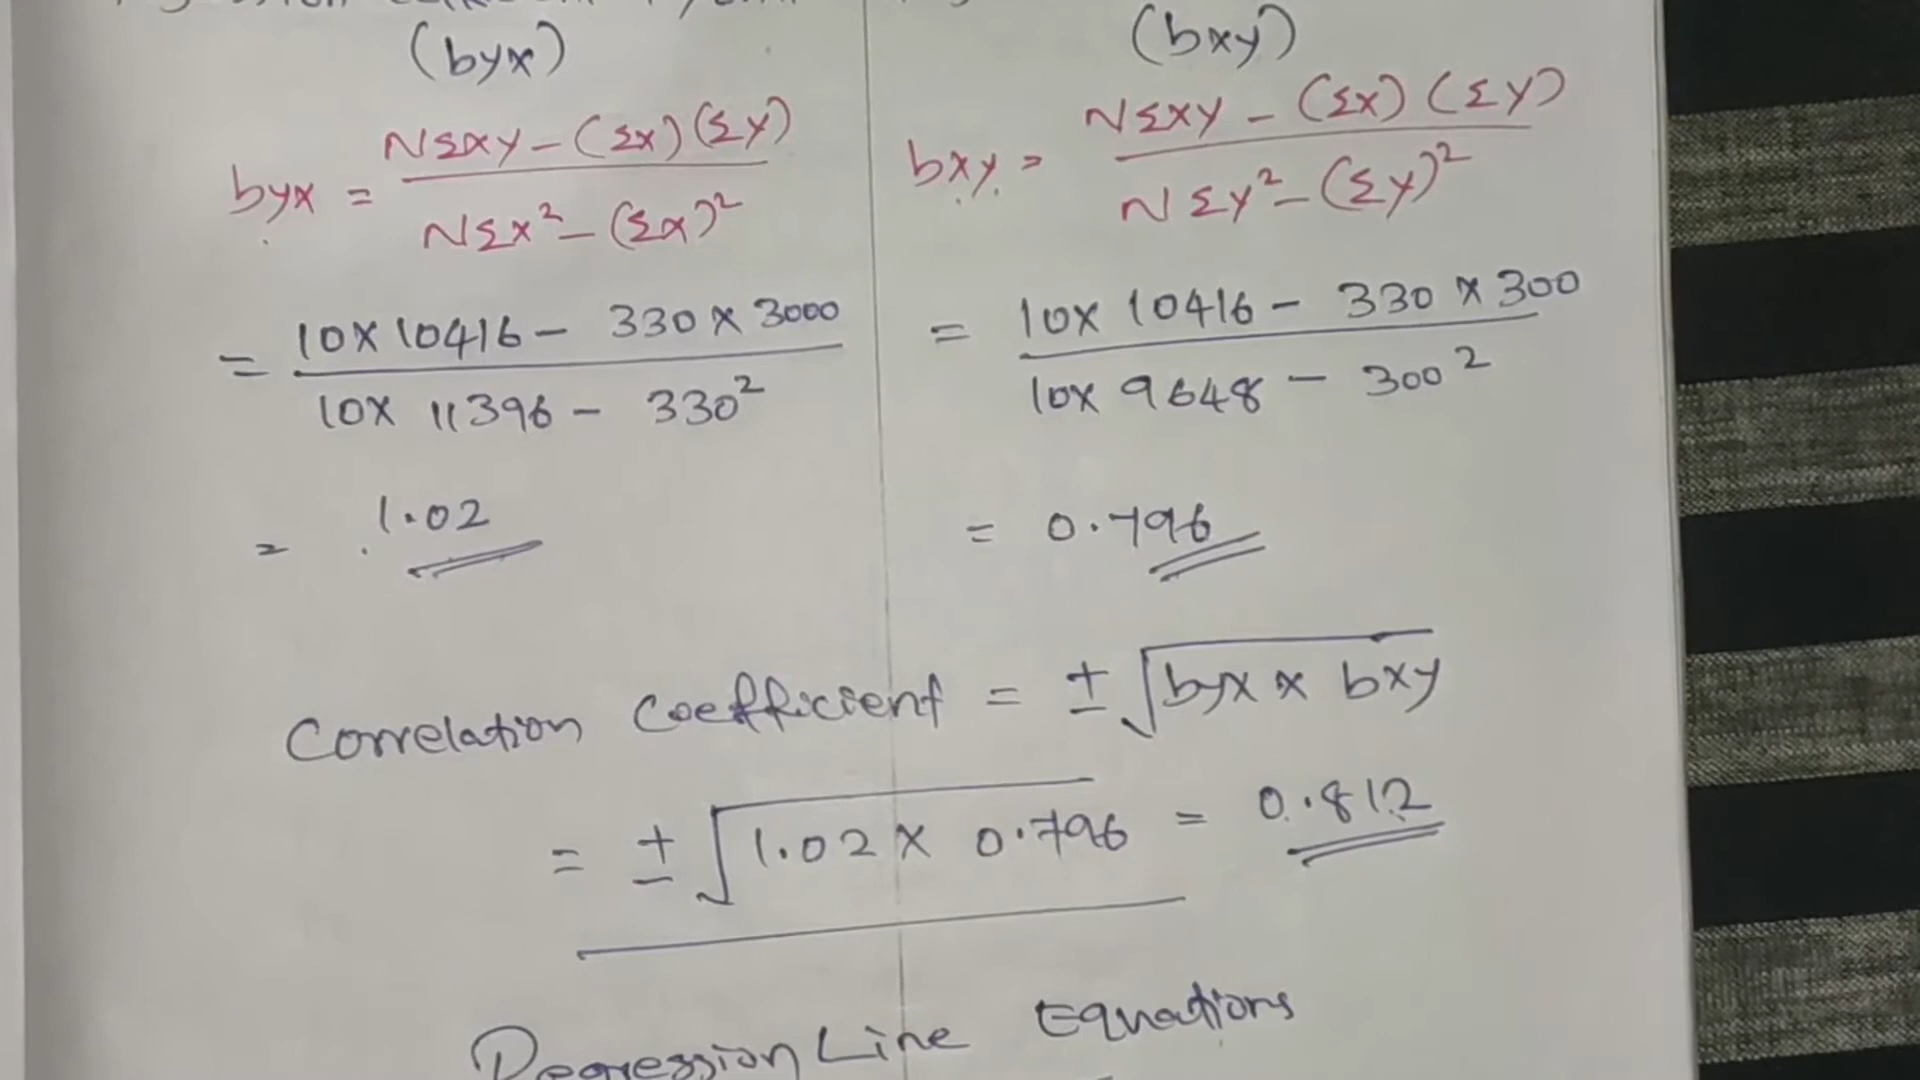 (byx)
byx = NΣXY - (Σx)(Σy) / NΣx² - (Σx)²
= 10 x 10416 - 330 x 3000 / 10 x 11396 - 330²
= 1.02
(bxy)
bxy = NΣXY - (Σx)(Σy) / NΣy² - (Σy)²
= 10x 10416 - 330 x 300 / 10x 9648 - 300²
= 0.796
Correlation Coefficient = ± √byx x bxy
= ± √1.02 x 0.796 = 0.812
Regression Line Equations